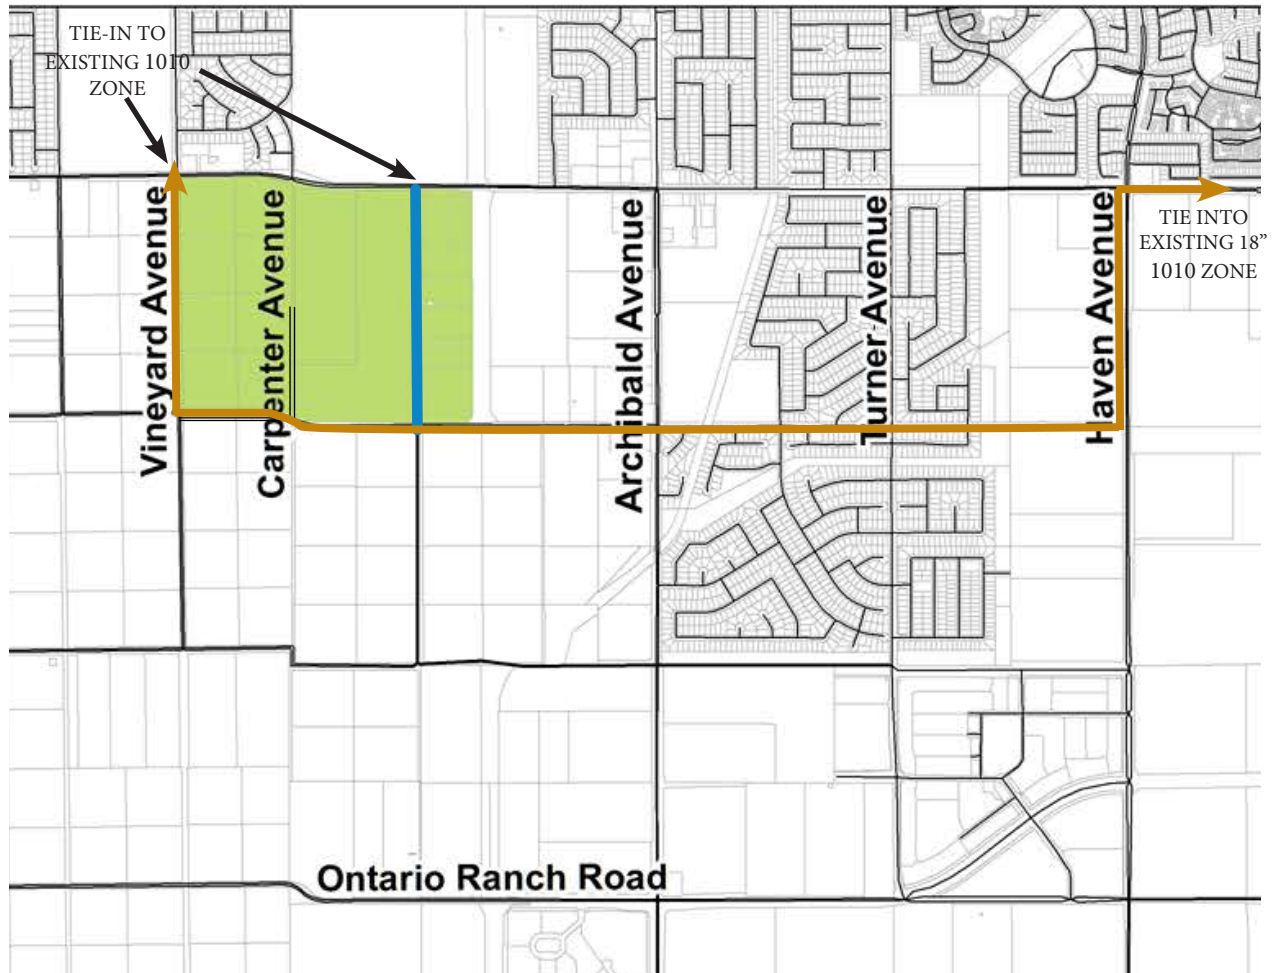 TIE-IN TO
EXISTING 1010
ZONE
Vineyard Avenue
Carpenter Avenue
Archibald Avenue
Turner Avenue
Haven Avenue
TIE INTO
EXISTING 18”
1010 ZONE
Ontario Ranch Road